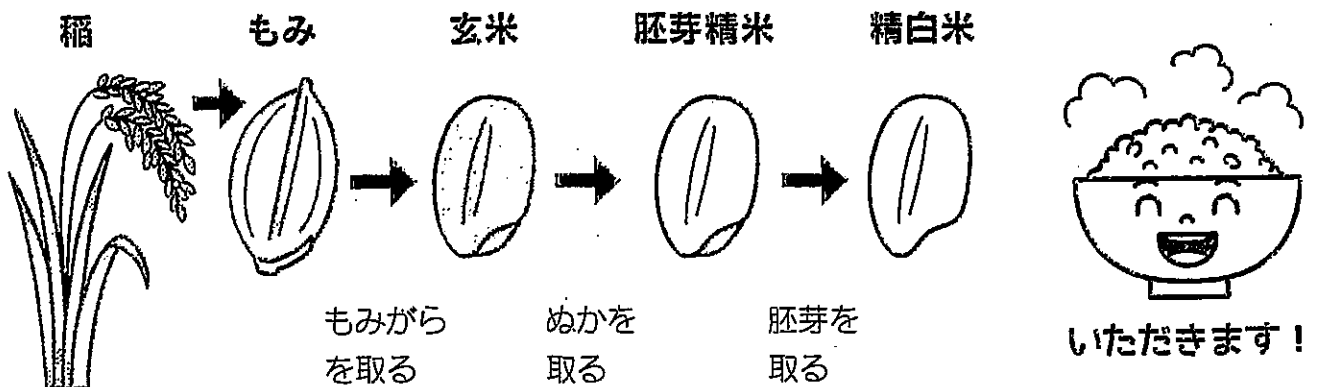 稲
もみ
玄米
胚芽精米
精白米
もみがら
を取る
ぬかを
取る
胚芽を
取る
いただきます！